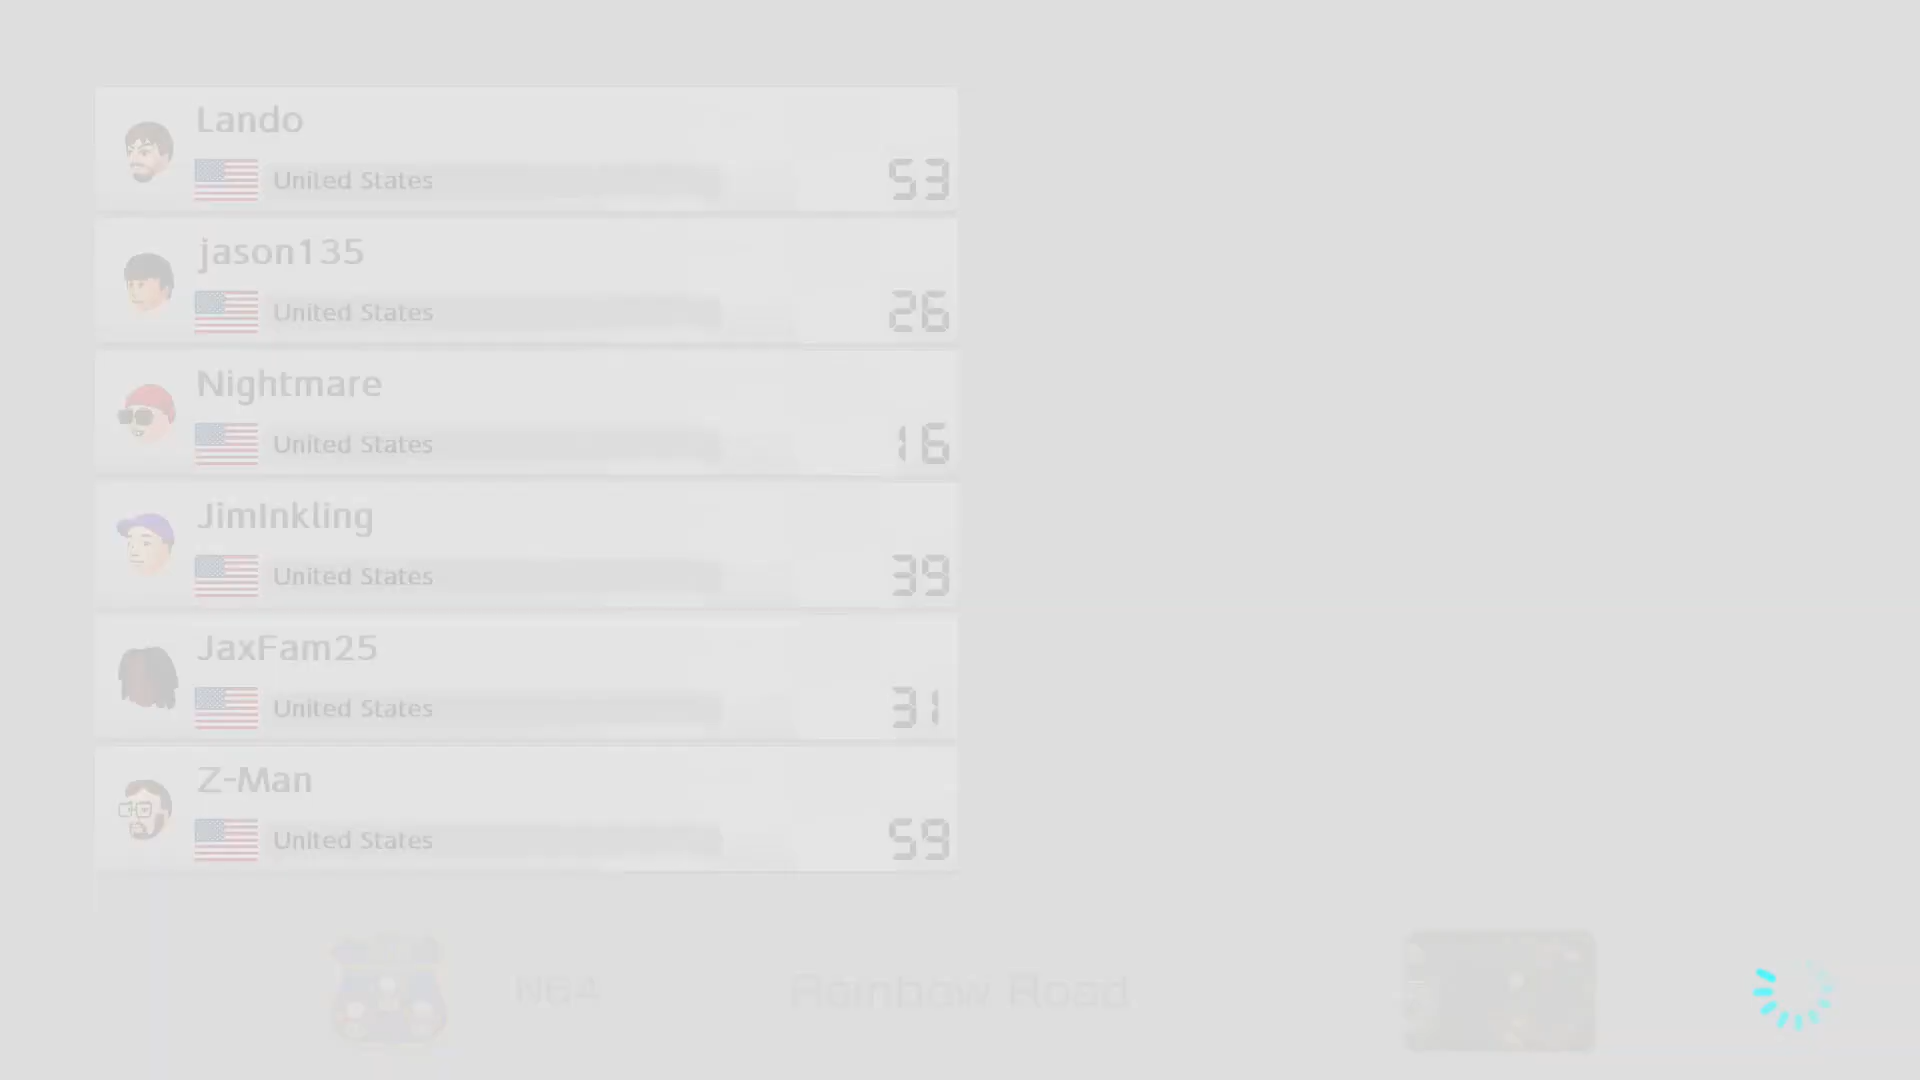 Lando
United States 53
jason135
United States 26
Nightmare
United States 16
JimInkling
United States 39
JaxFam25
United States 31
Z-Man
United States 59
N64 Rainbow Road